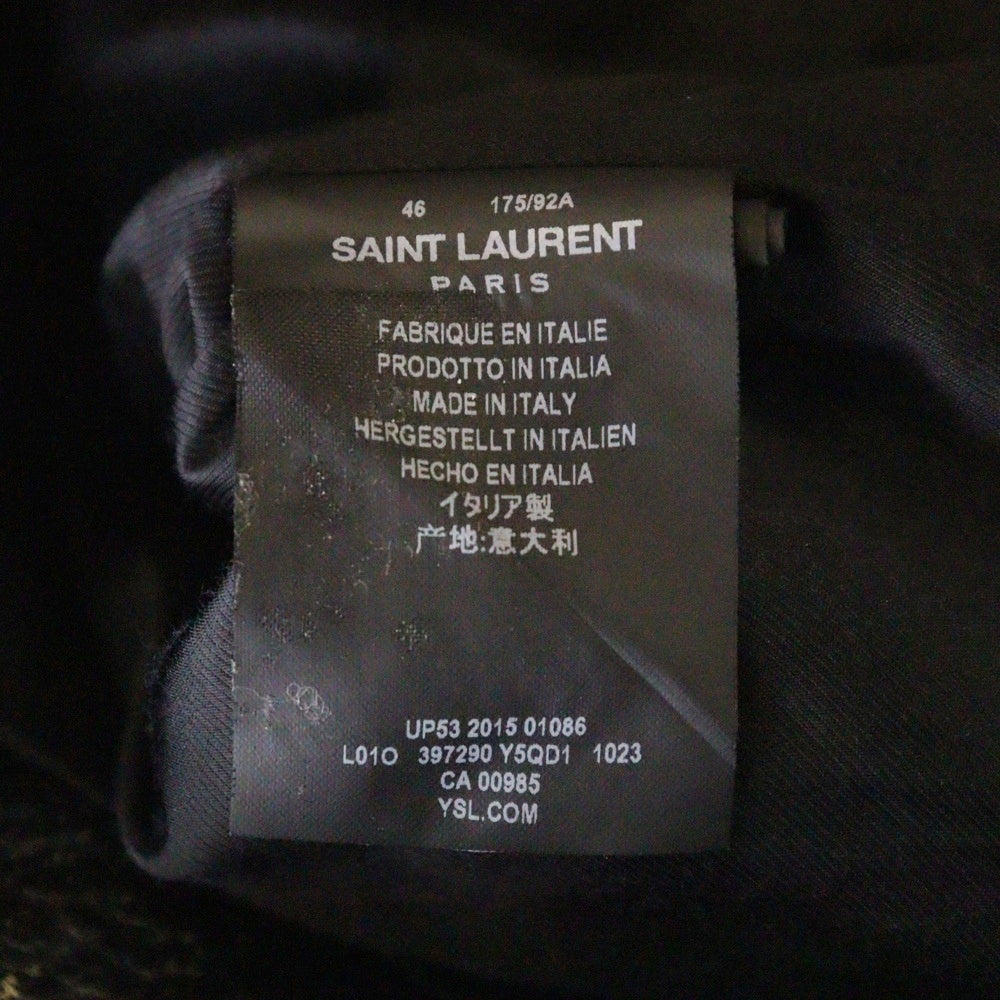 46 175/92A
SAINT LAURENT
PARIS
FABRIQUE EN ITALIE
PRODOTTO IN ITALIA
MADE IN ITALY
HERGESTELLT IN ITALIEN
HECHO EN ITALIA
イタリア製
产地:意大利
UP53 2015 01086
L01O 397290 Y5QD1 1023
CA 00985
YSL.COM